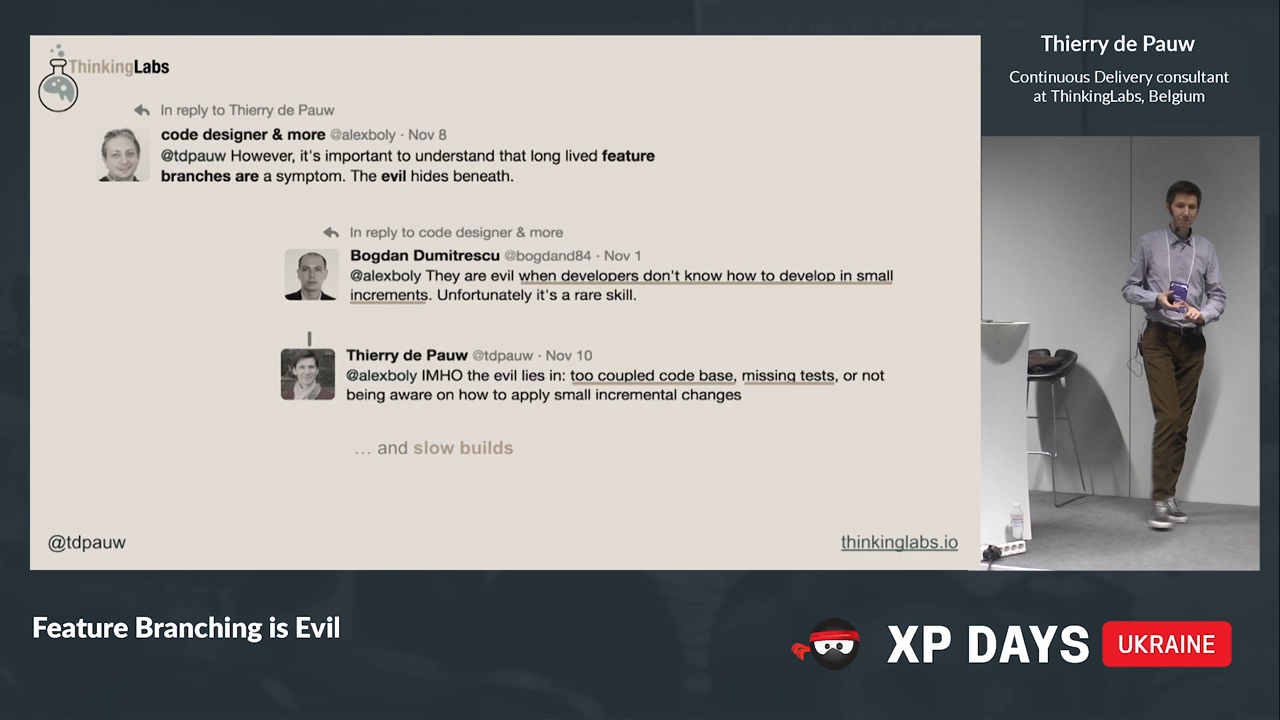 ThinkingLabs
In reply to Thierry de Pauw
code designer & more @alexboly · Nov 8
@tdpauw However, it's important to understand that long lived feature
branches are a symptom. The evil hides beneath.
In reply to code designer & more
Bogdan Dumitrescu @bogdand84 · Nov 1
@alexboly They are evil when developers don't know how to develop in small
increments. Unfortunately it's a rare skill.
Thierry de Pauw @tdpauw · Nov 10
@alexboly IMHO the evil lies in: too coupled code base, missing tests, or not
being aware on how to apply small incremental changes
… and slow builds
@tdpauw
thinkinglabs.io
Thierry de Pauw
Continuous Delivery consultant
at ThinkingLabs, Belgium
Feature Branching is Evil
XP DAYS UKRAINE